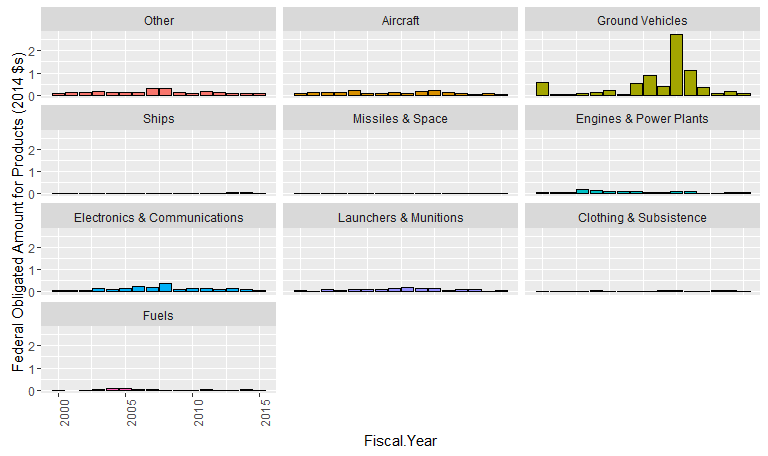 Federal Obligated Amount for Products (2014 $s)
Other Aircraft Ground Vehicles
2
1
0
Ships Missiles & Space Engines & Power Plants
2
1
0
Electronics & Communications Launchers & Munitions Clothing & Subsistence
2
1
0
Fuels
2
1
0
2000 2005 2010 2015
Fiscal.Year